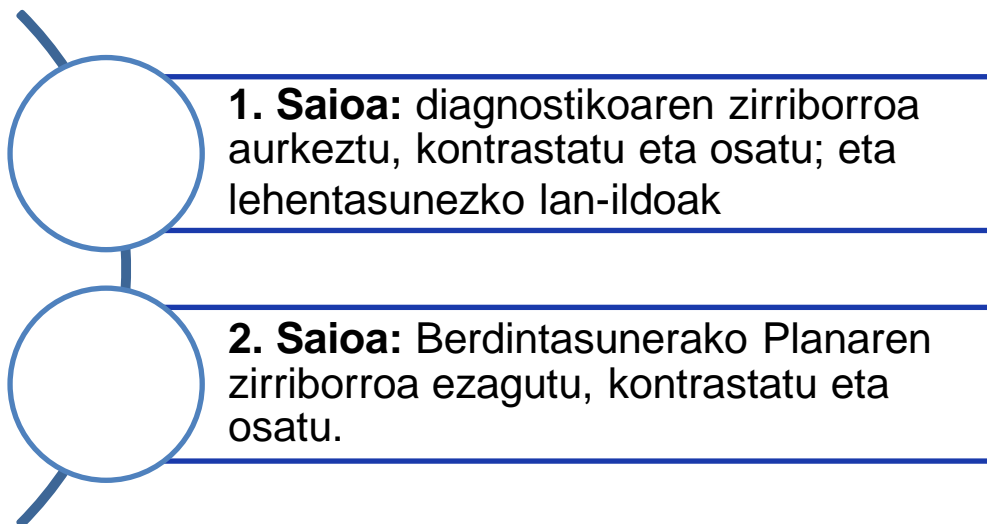 1. Saioa: diagnostikoaren zirriborroa
aurkeztu, kontrastatu eta osatu; eta
lehentasunezko lan-ildoak
2. Saioa: Berdintasunerako Planaren
zirriborroa ezagutu, kontrastatu eta
osatu.